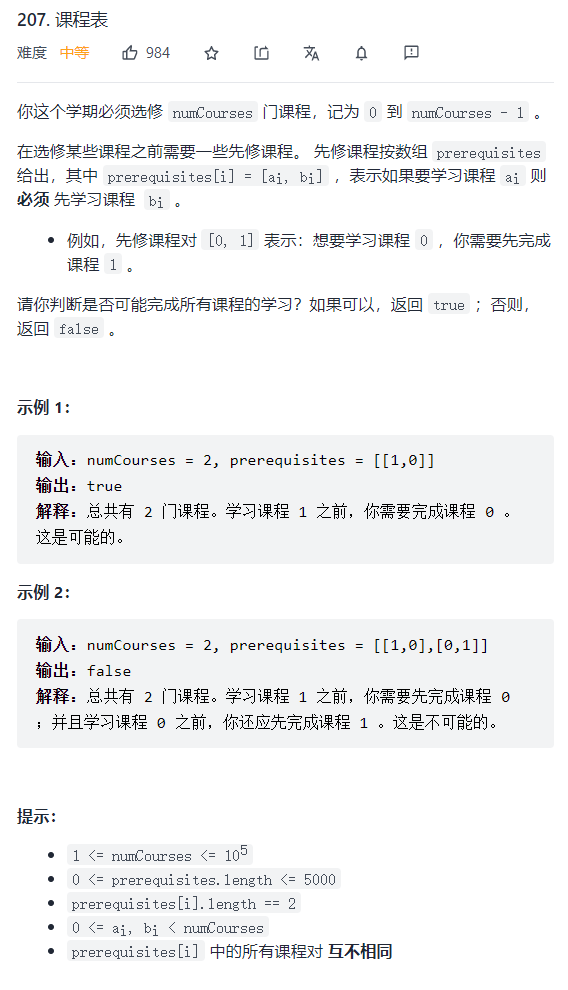 207. 课程表
难度 中等 984
你这个学期必须选修 numCourses 门课程，记为 0 到 numCourses - 1 。
在选修某些课程之前需要一些先修课程。 先修课程按数组 prerequisites
给出，其中 prerequisites[i] = [ai, bi] ，表示如果要学习课程 ai 则
必须 先学习课程 bi 。
• 例如，先修课程对 [0, 1] 表示：想要学习课程 0 ，你需要先完成
课程 1 。
请你判断是否可能完成所有课程的学习？如果可以，返回 true ；否则，
返回 false 。
示例 1：
输入：numCourses = 2, prerequisites = [[1,0]]
输出：true
解释：总共有 2 门课程。学习课程 1 之前，你需要完成课程 0 。
这是可能的。
示例 2：
输入：numCourses = 2, prerequisites = [[1,0],[0,1]]
输出：false
解释：总共有 2 门课程。学习课程 1 之前，你需要先完成课程 0
；并且学习课程 0 之前，你还应先完成课程 1 。这是不可能的。
提示：
• 1 <= numCourses <= 10^5
• 0 <= prerequisites.length <= 5000
• prerequisites[i].length == 2
• 0 <= ai, bi < numCourses
• prerequisites[i] 中的所有课程对 互不相同